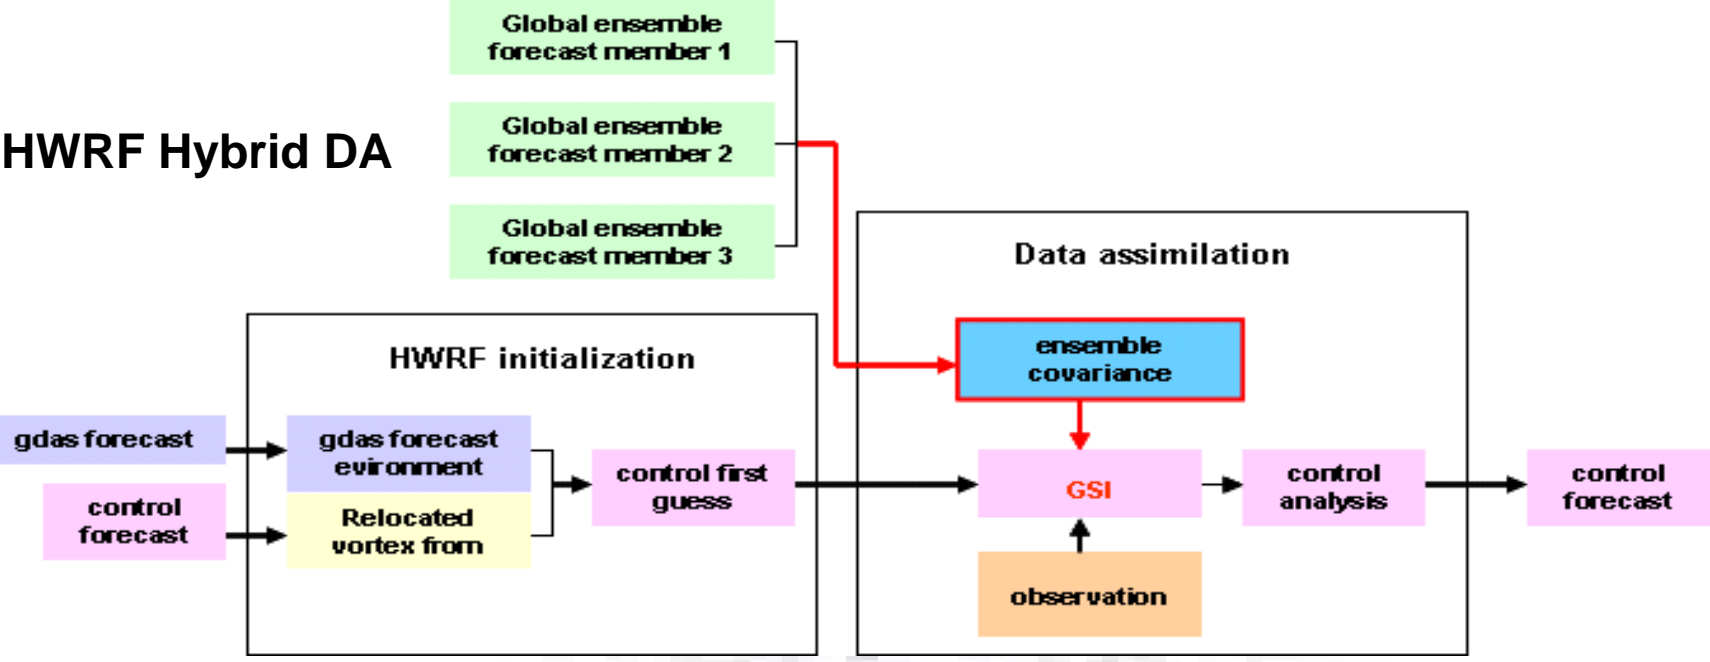 Global ensemble
forecast member 1
HWRF Hybrid DA
Global ensemble
forecast member 2
Global ensemble
forecast member 3
HWRF initialization
gdas forecast
control
forecast
gdas forecast
evironment
Relocated
vortex from
control first
guess
Data assimilation
ensemble
covariance
GSI
observation
control
analysis
control
forecast